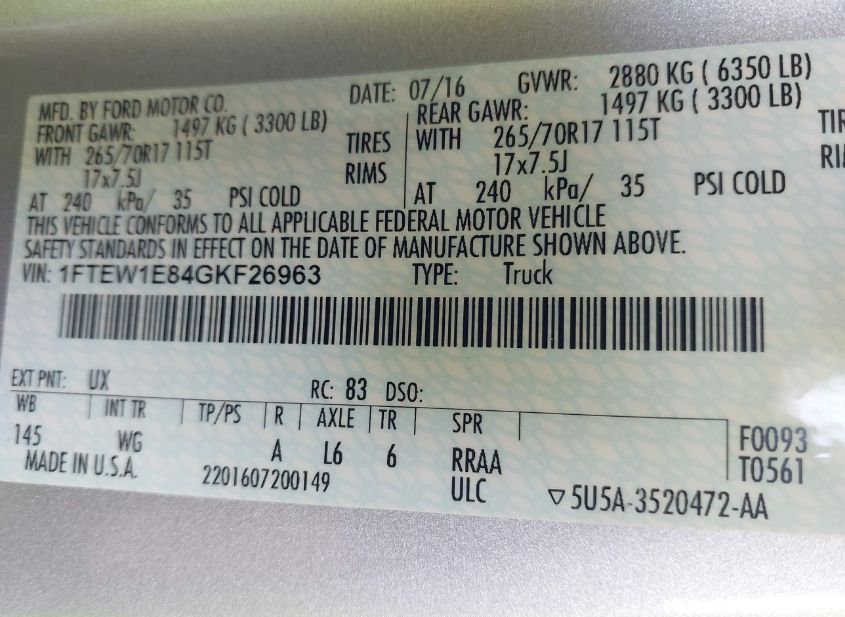 MFD. BY FORD MOTOR CO. DATE: 07/16 GVWR: 2880 KG ( 6350 LB)
FRONT GAWR: 1497 KG ( 3300 LB) REAR GAWR: 1497 KG ( 3300 LB)
WITH 265/70R17 115T TIRES WITH 265/70R17 115T
17x7.5J RIMS 17x7.5J
AT 240 kPa/ 35 PSI COLD AT 240 kPa/ 35 PSI COLD
THIS VEHICLE CONFORMS TO ALL APPLICABLE FEDERAL MOTOR VEHICLE
SAFETY STANDARDS IN EFFECT ON THE DATE OF MANUFACTURE SHOWN ABOVE.
VIN: 1FTEW1E84GKF26963 TYPE: Truck
EXT PNT: UX RC: 83 DSO:
WB INT TR TP/PS R AXLE TR SPR
145 WG A L6 6 RRAA F0093
MADE IN U.S.A. 2201607200149 ULC T0561
▽5U5A-3520472-AA